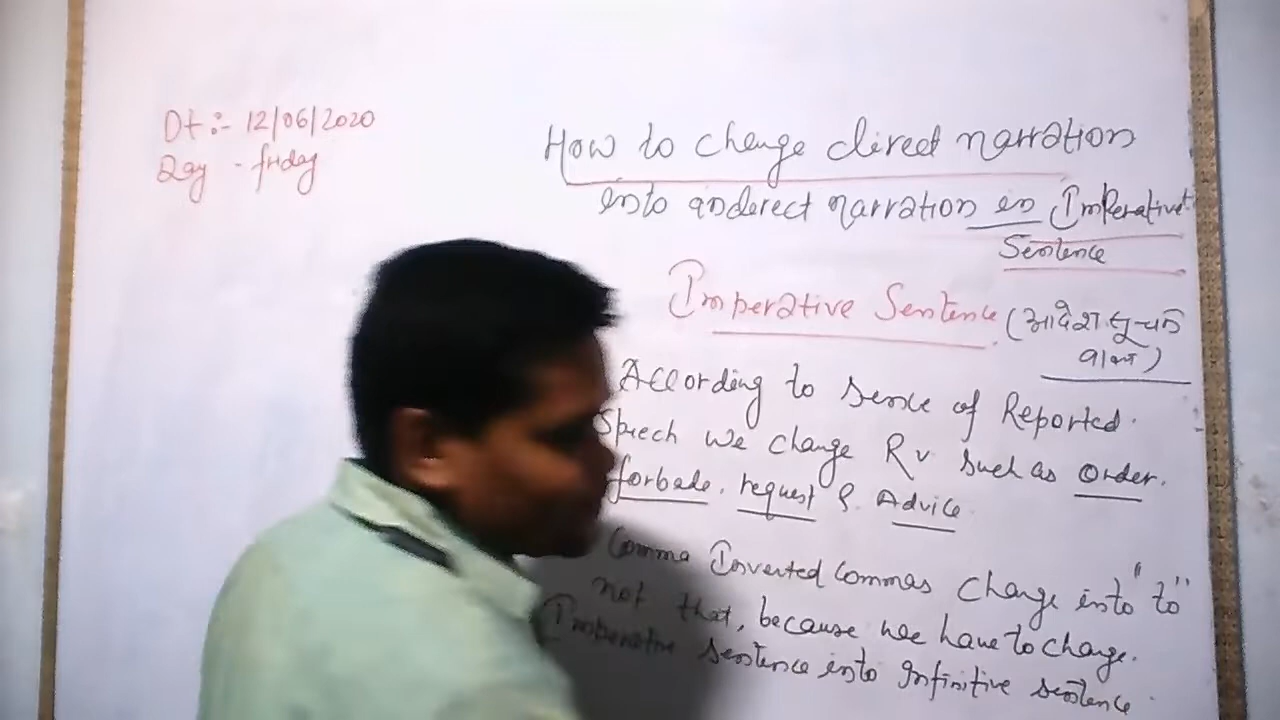 Dt :- 12/06/2020
Day - friday
How to change direct narration
into indirect narration in Imperative
Sentence
Imperative Sentence (आदेश सूचक
वाक्य)
According to sense of Reported.
Speech we change Rv such as Order.
forbade, request & Advice
Comma Inverted Commas Change into "to"
not that, because we have to change.
Imperative sentence into Infinitive sentence.